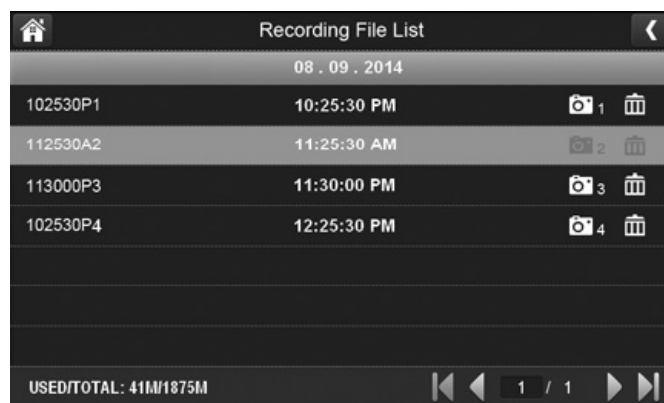 Recording File List
08 . 09 . 2014
102530P1 10:25:30 PM 1
112530A2 11:25:30 AM 2
113000P3 11:30:00 PM 3
102530P4 12:25:30 PM 4
USED/TOTAL: 41M/1875M 1 / 1